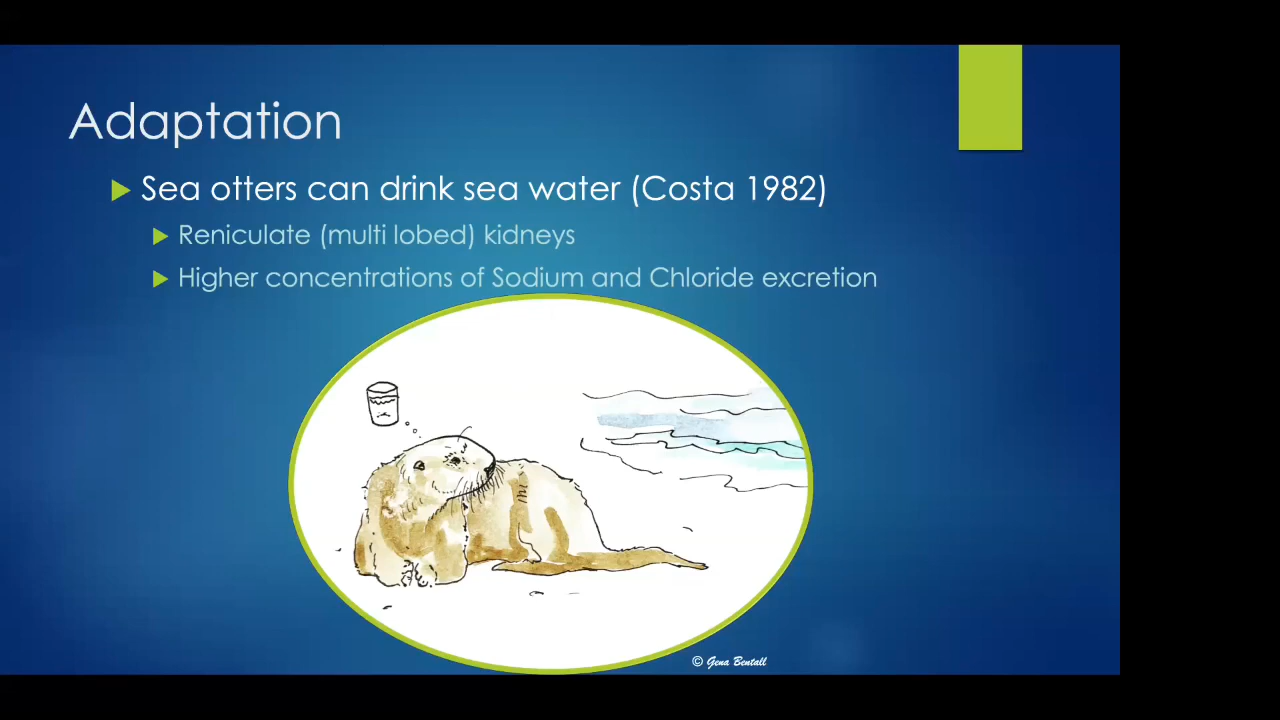 Adaptation
Sea otters can drink sea water (Costa 1982)
Reniculate (multi lobed) kidneys
Higher concentrations of Sodium and Chloride excretion
© Gena Bentall